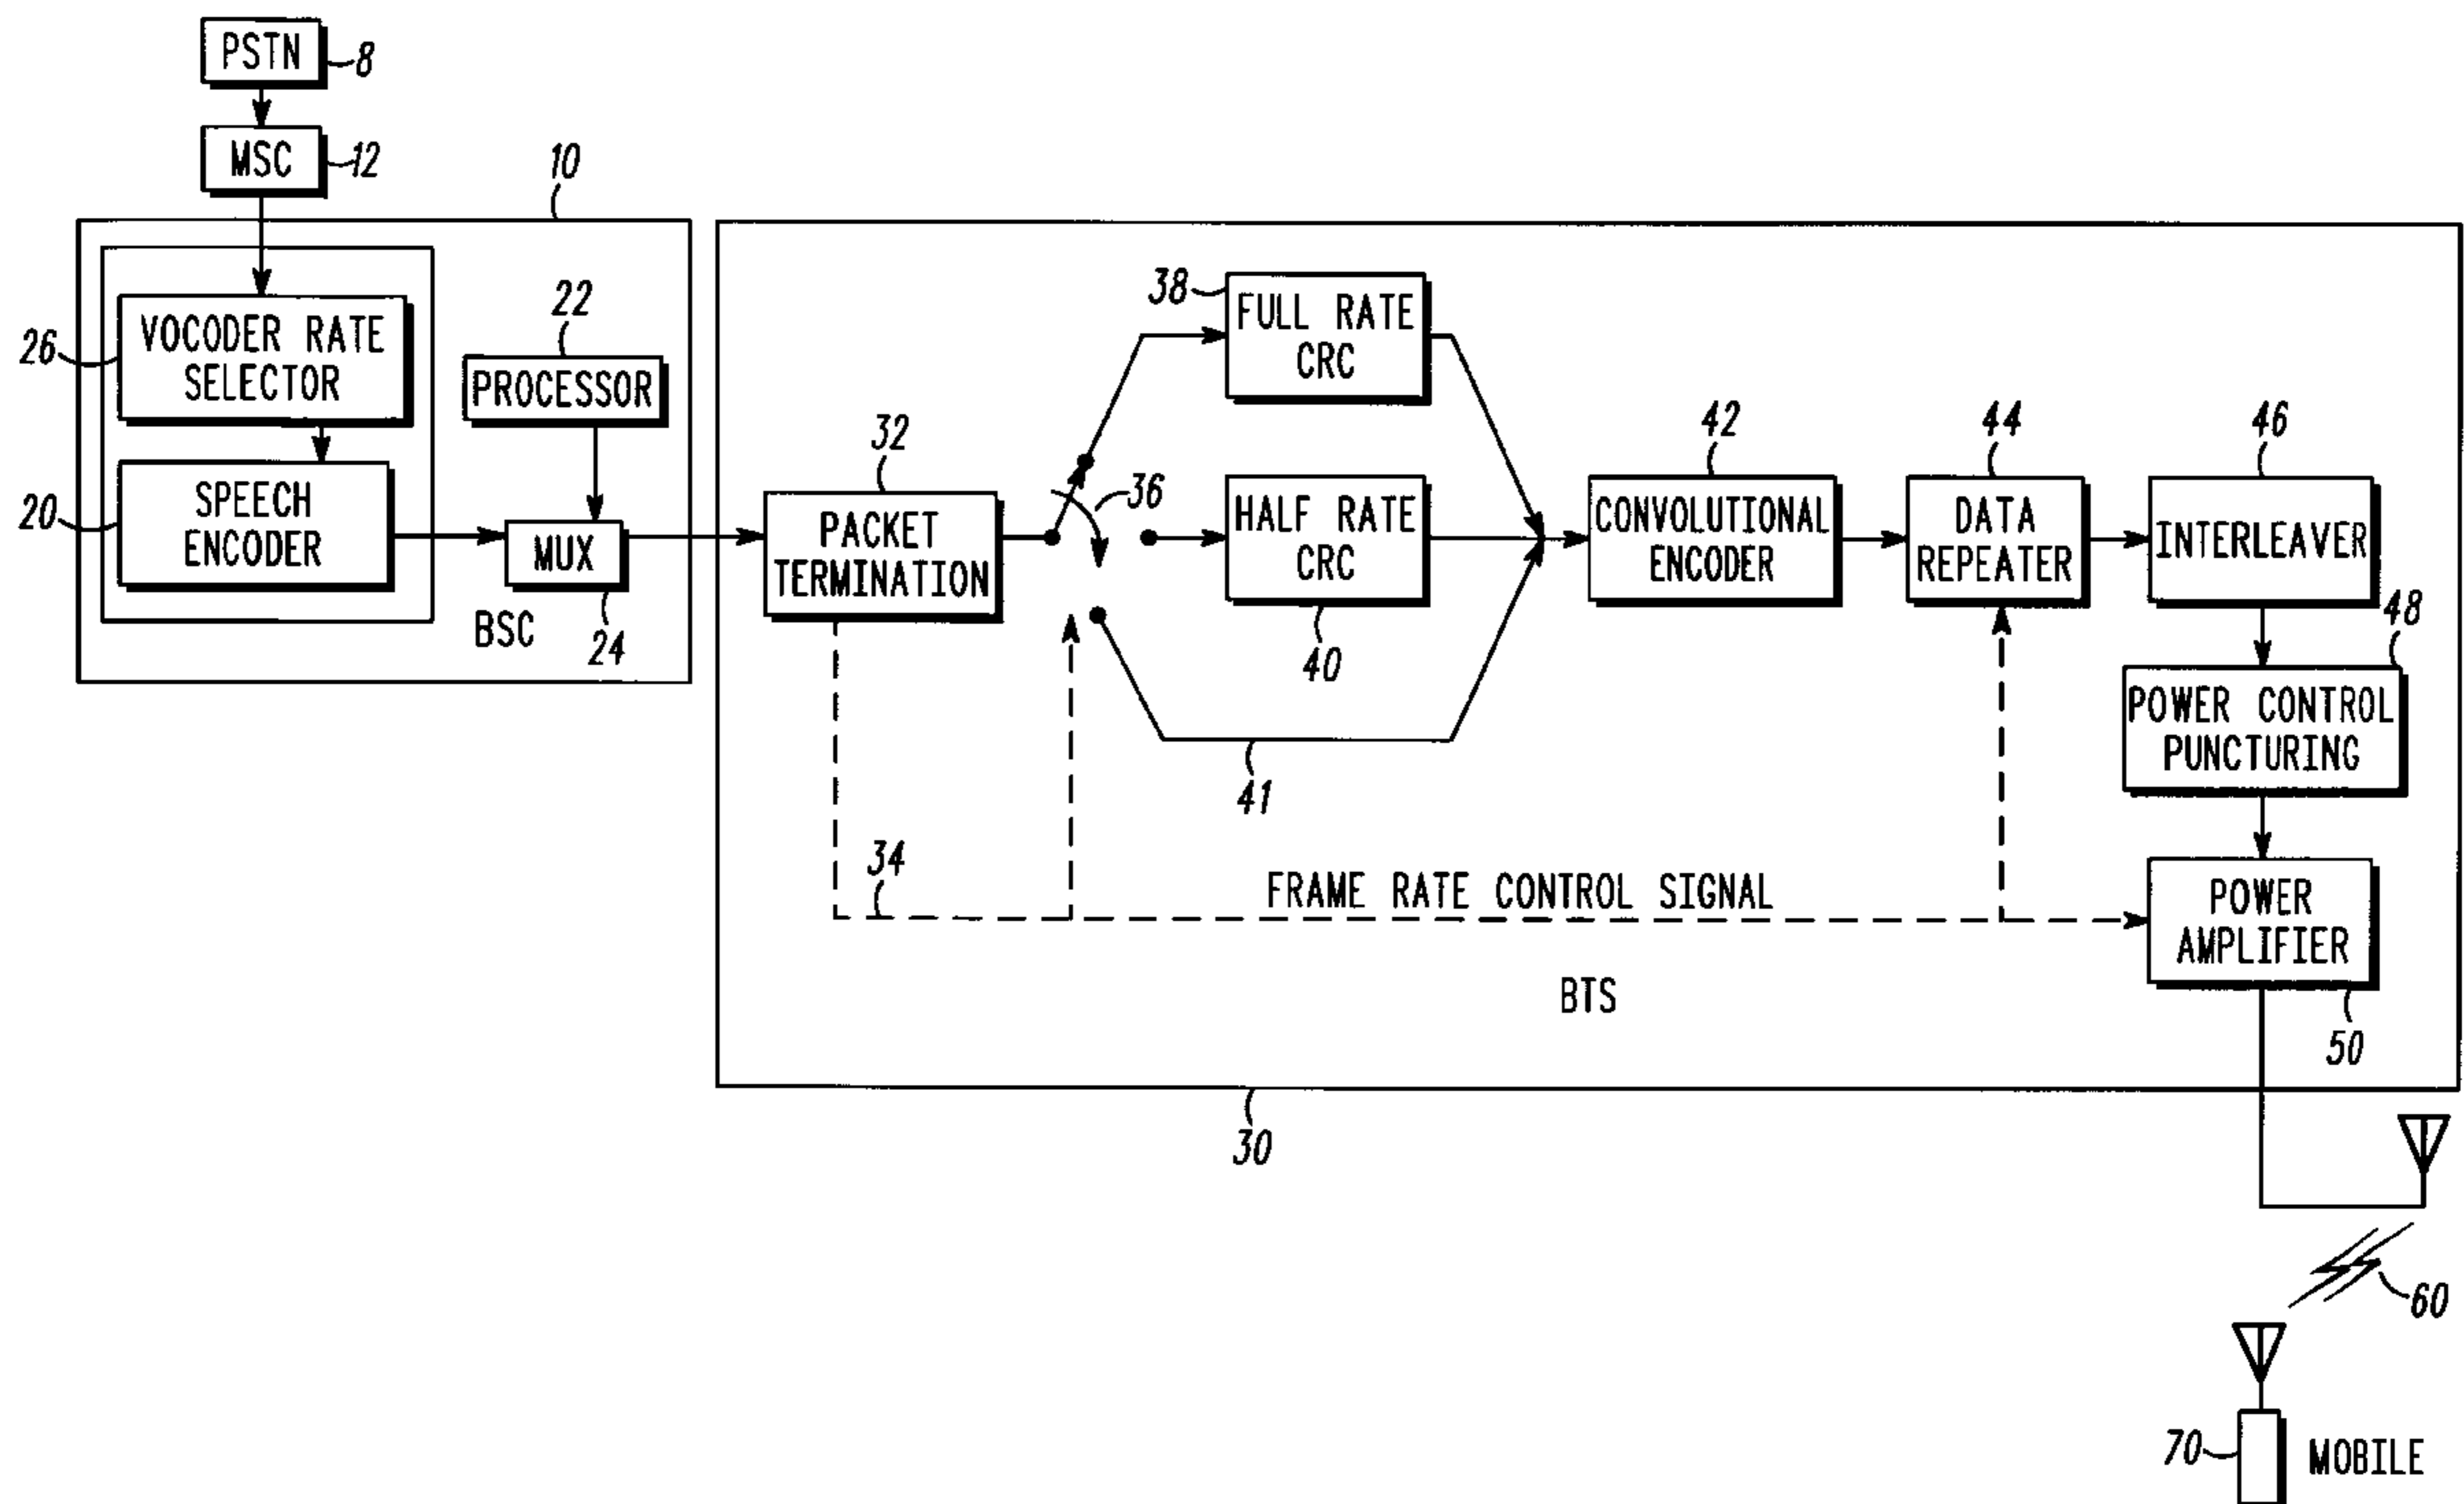 PSTN
8
MSC
12
10
VOCODER RATE
SELECTOR
26
22
PROCESSOR
SPEECH
ENCODER
20
MUX
24
BSC
32
PACKET
TERMINATION
36
38
FULL RATE
CRC
HALF RATE
CRC
40
41
42
CONVOLUTIONAL
ENCODER
44
DATA
REPEATER
46
INTERLEAVER
48
POWER CONTROL
PUNCTURING
34
FRAME RATE CONTROL SIGNAL
POWER
AMPLIFIER
50
BTS
30
60
70
MOBILE